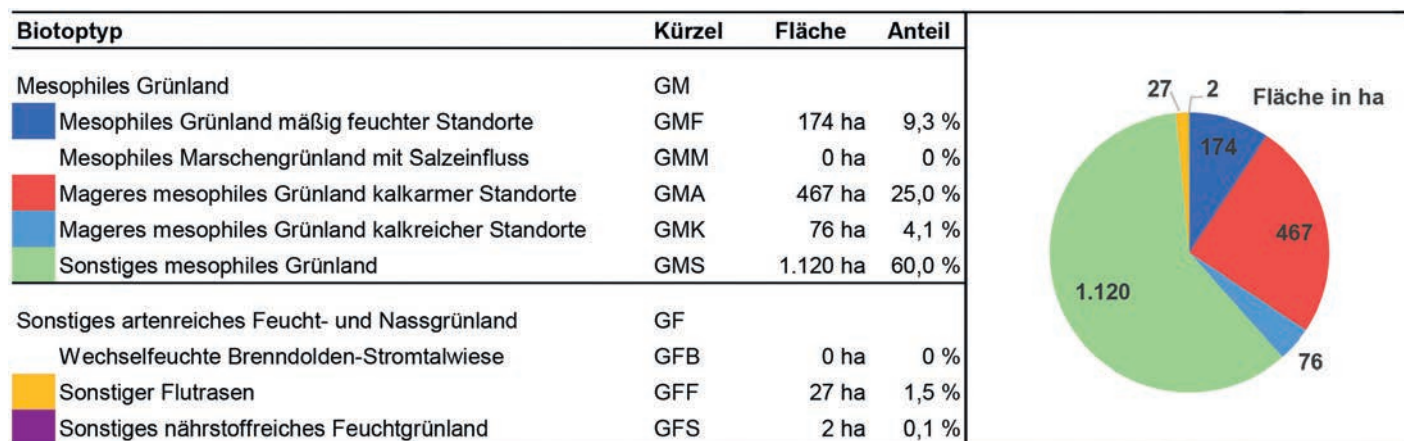 Biotoptyp Kürzel Fläche Anteil
Mesophiles Grünland GM
Mesophiles Grünland mäßig feuchter Standorte GMF 174 ha 9,3 %
Mesophiles Marschengrünland mit Salzeinfluss GMM 0 ha 0 %
Mageres mesophiles Grünland kalkarmer Standorte GMA 467 ha 25,0 %
Mageres mesophiles Grünland kalkreicher Standorte GMK 76 ha 4,1 %
Sonstiges mesophiles Grünland GMS 1.120 ha 60,0 %
Sonstiges artenreiches Feucht- und Nassgrünland GF
Wechselfeuchte Brenndolden-Stromtalwiese GFB 0 ha 0 %
Sonstiger Flutrasen GFF 27 ha 1,5 %
Sonstiges nährstoffreiches Feuchtgrünland GFS 2 ha 0,1 %
27 2
Fläche in ha
174
467
1.120
76